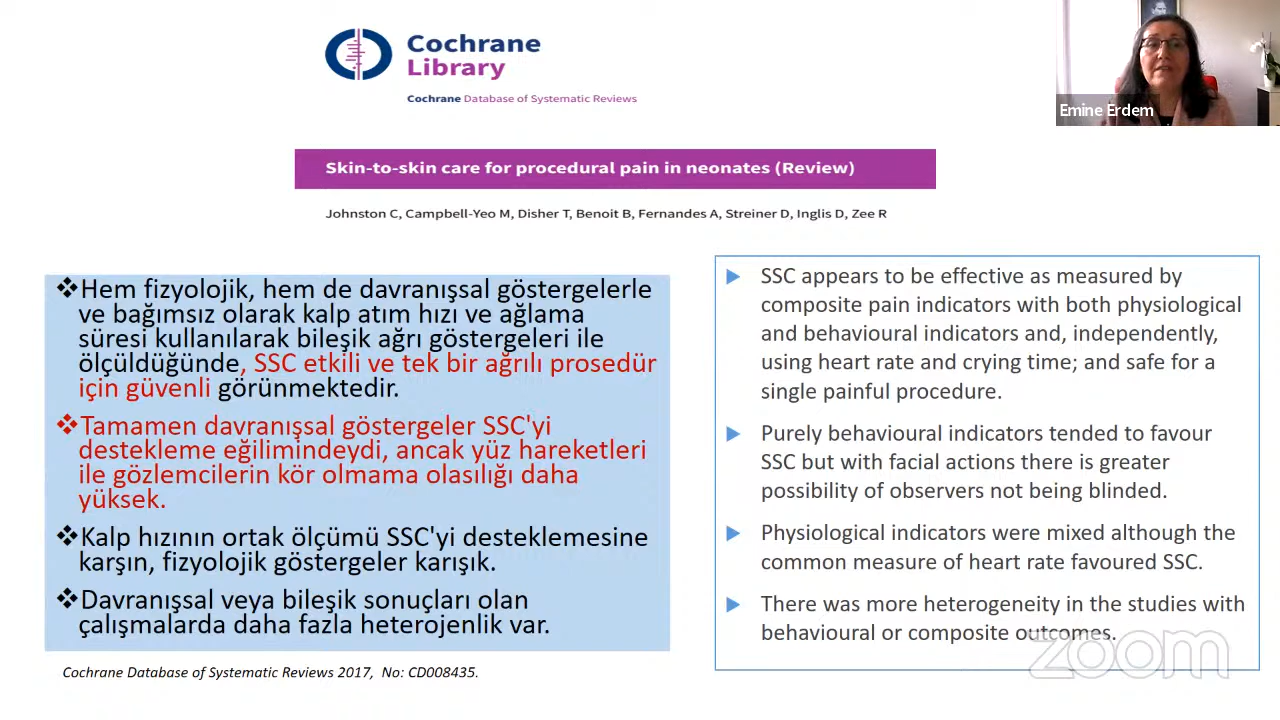 Cochrane
Library
Cochrane Database of Systematic Reviews
Emine Erdem
Skin-to-skin care for procedural pain in neonates (Review)
Johnston C, Campbell-Yeo M, Disher T, Benoit B, Fernandes A, Streiner D, Inglis D, Zee R
❖Hem fizyolojik, hem de davranışsal göstergelerle
ve bağımsız olarak kalp atım hızı ve ağlama
süresi kullanılarak bileşik ağrı göstergeleri ile
ölçüldüğünde, SSC etkili ve tek bir ağrılı prosedür
için güvenli görünmektedir.
❖Tamamen davranışsal göstergeler SSC'yi
destekleme eğilimindeydi, ancak yüz hareketleri
ile gözlemcilerin kör olmama olasılığı daha
yüksek.
❖Kalp hızının ortak ölçümü SSC'yi desteklemesine
karşın, fizyolojik göstergeler karışık.
❖Davranışsal veya bileşik sonuçları olan
çalışmalarda daha fazla heterojenlik var.
Cochrane Database of Systematic Reviews 2017, No: CD008435.
SSC appears to be effective as measured by
composite pain indicators with both physiological
and behavioural indicators and, independently,
using heart rate and crying time; and safe for a
single painful procedure.
Purely behavioural indicators tended to favour
SSC but with facial actions there is greater
possibility of observers not being blinded.
Physiological indicators were mixed although the
common measure of heart rate favoured SSC.
There was more heterogeneity in the studies with
behavioural or composite outcomes.
zoom